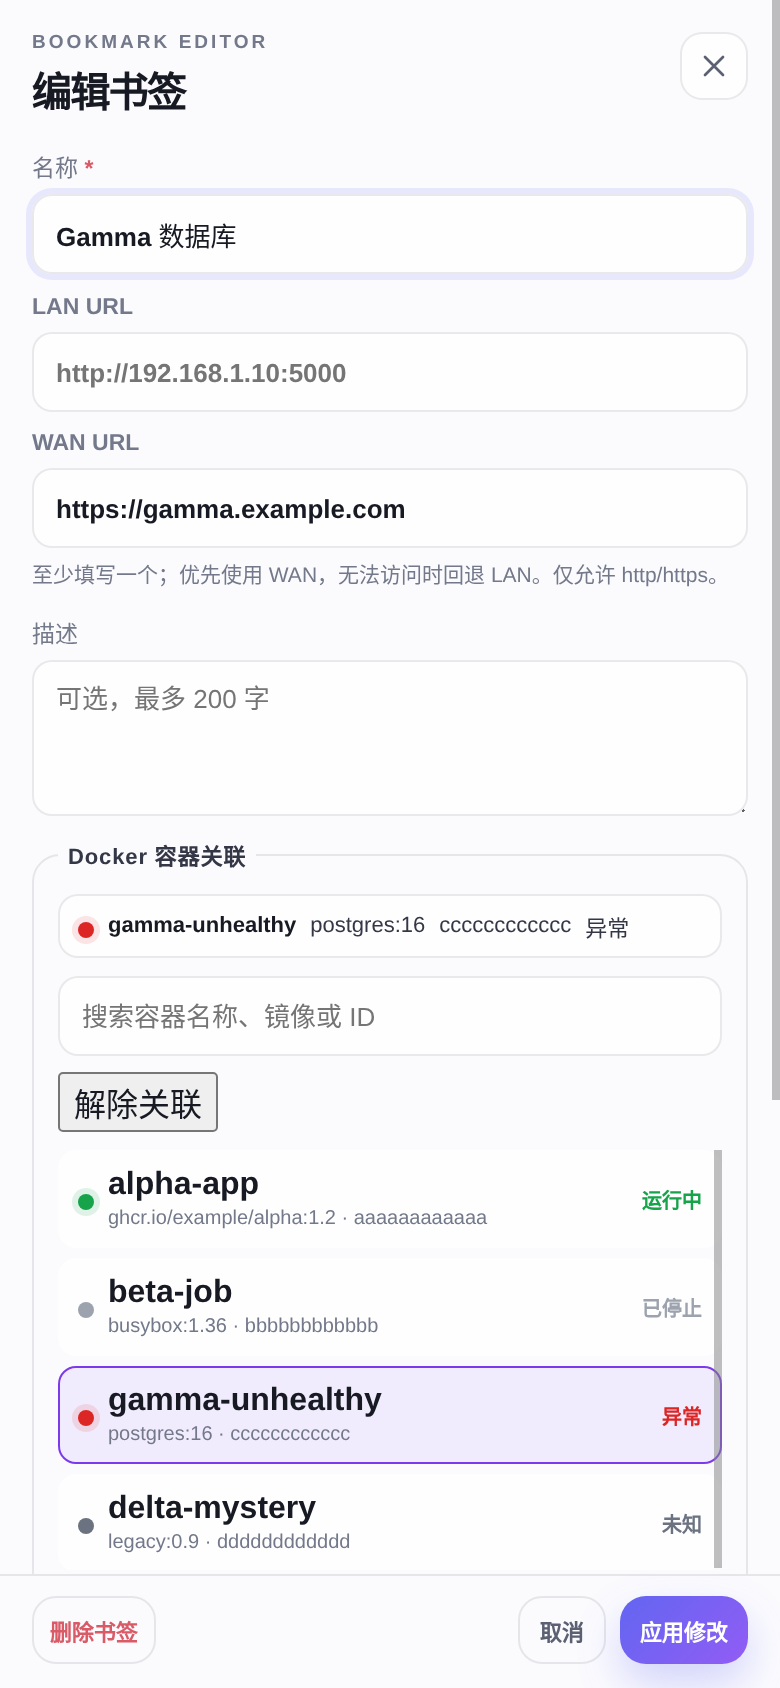 BOOKMARK EDITOR
编辑书签
名称 *
Gamma 数据库
LAN URL
http://192.168.1.10:5000
WAN URL
https://gamma.example.com
至少填写一个；优先使用 WAN，无法访问时回退 LAN。仅允许 http/https。
描述
可选，最多 200 字
Docker 容器关联
gamma-unhealthy postgres:16 cccccccccccc 异常
搜索容器名称、镜像或 ID
解除关联
alpha-app
ghcr.io/example/alpha:1.2 · aaaaaaaaaaaa
运行中
beta-job
busybox:1.36 · bbbbbbbbbbbb
已停止
gamma-unhealthy
postgres:16 · cccccccccccc
异常
delta-mystery
legacy:0.9 · dddddddddddd
未知
删除书签
取消
应用修改